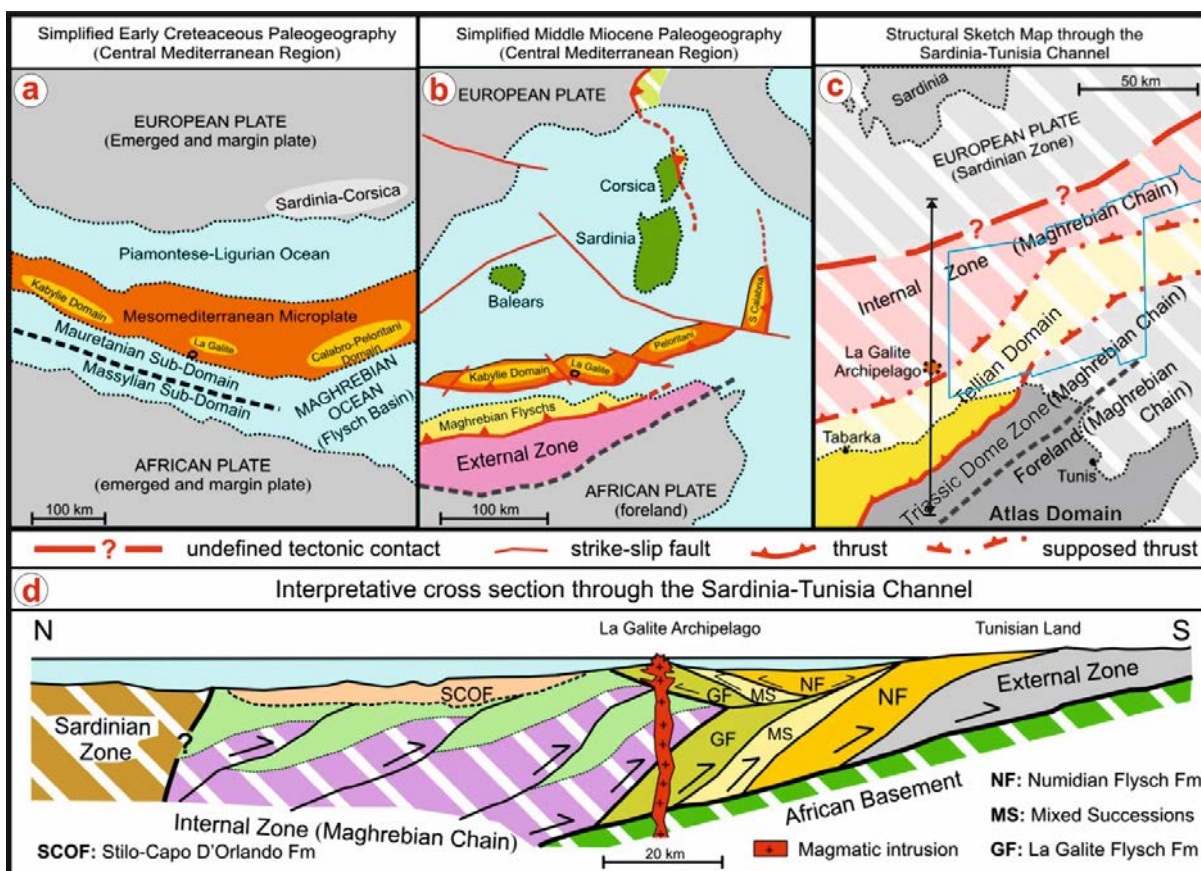 Simplified Early Creteaceous Paleogeography
(Central Mediterranean Region)
a
EUROPEAN PLATE
(Emerged and margin plate)
Sardinia-Corsica
Piamontese-Ligurian Ocean
Kabylie Domain
Mesomediterranean Microplate
La Galite
Calabro-Peloritani
Domain
Mauretanian Sub-Domain
Massylian Sub-Domain
MAGHREBIAN
OCEAN
(Flysch Basin)
AFRICAN PLATE
(emerged and margin plate)
100 km
Simplified Middle Miocene Paleogeography
(Central Mediterranean Region)
b
EUROPEAN PLATE
Corsica
Sardinia
Balears
S Calabria
Peloritani
La Galite
Kabylie Domain
Maghrebian Flyschs
External Zone
AFRICAN PLATE
(foreland)
100 km
Structural Sketch Map through the
Sardinia-Tunisia Channel
c
Sardinia
50 km
EUROPEAN PLATE
(Sardinian Zone)
?
?
Internal Zone (Maghrebian Chain)
La Galite
Archipelago
Tellian Domain
Tabarka
Triassic Dome Zone (Maghrebian Chain)
Foreland (Maghrebian
Chain)
Tunis
Atlas Domain
? undefined tectonic contact
strike-slip fault
thrust
supposed thrust
d
Interpretative cross section through the Sardinia-Tunisia Channel
N
La Galite Archipelago
Tunisian Land
S
SCOF
GF
MS
NF
Sardinian
Zone
?
GF
MS
NF
External Zone
Internal Zone (Maghrebian Chain)
African Basement
SCOF: Stilo-Capo D'Orlando Fm
20 km
+ Magmatic intrusion
NF: Numidian Flysch Fm
MS: Mixed Successions
GF: La Galite Flysch Fm